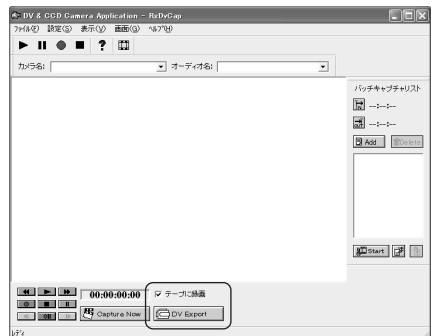 DV & CCD Camera Application - RsDvCap
ファイル(F) 設定(S) 表示(V) 画面(G) ヘルプ(H)
カメラ名: オーディオ名:
バッチキャプチャリスト
IN --:--:--
OUT --:--:--
Add Delete
Start
00:00:00:00 テープに録画
Capture Now DV Export
レディ